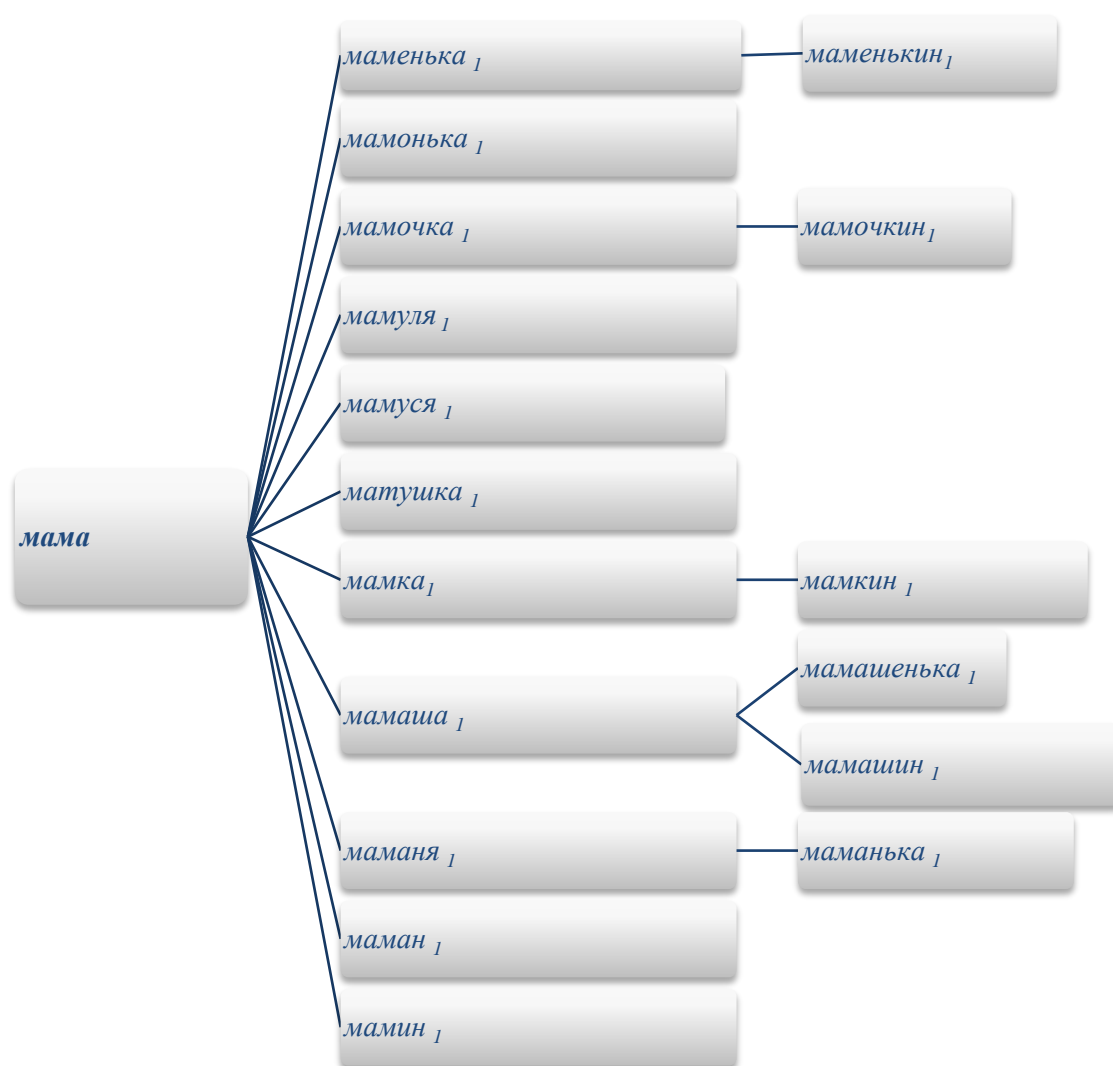 маменька 1
маменькин1
мамонька 1
мамочка 1
мамочкин1
мамуля 1
мамуся 1
матушка 1
мама
мамка1
мамкин 1
мамаша 1
мамашенька 1
мамашин 1
маманя 1
маманька 1
маман 1
мамин 1